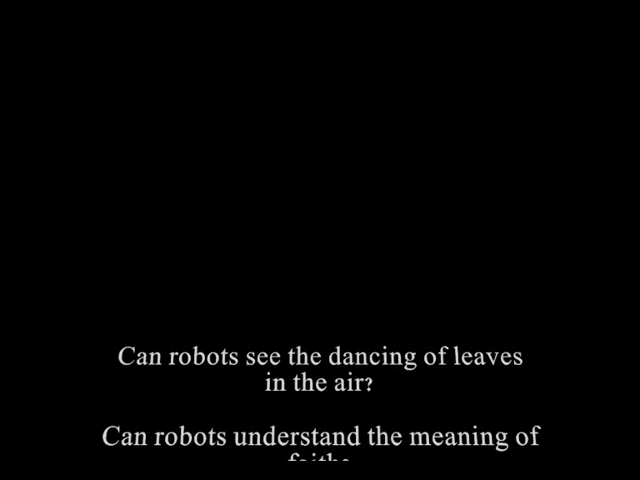 Can robots see the dancing of leaves
in the air?
Can robots understand the meaning of